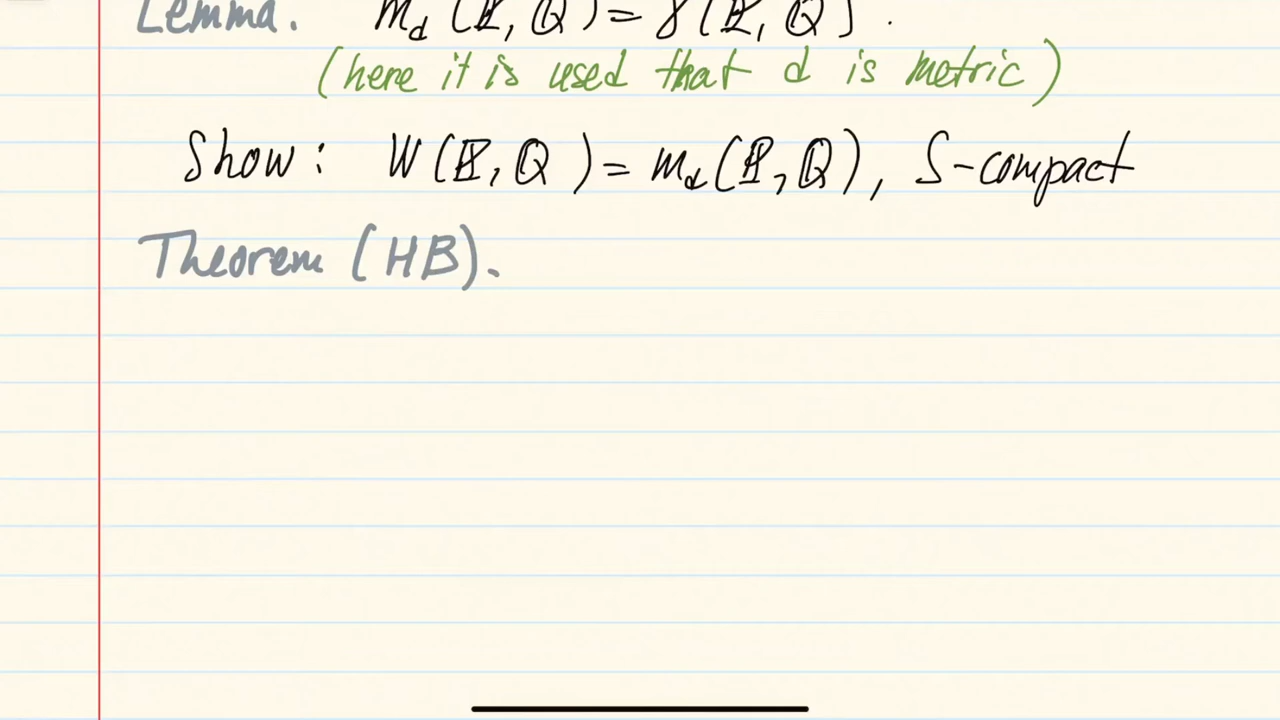 Lemma. m_d(ℙ, ℚ) = γ(ℙ, ℚ).
(here it is used that d is metric)
Show: W(ℙ, ℚ) = m_d(ℙ, ℚ), S-compact
Theorem (HB).